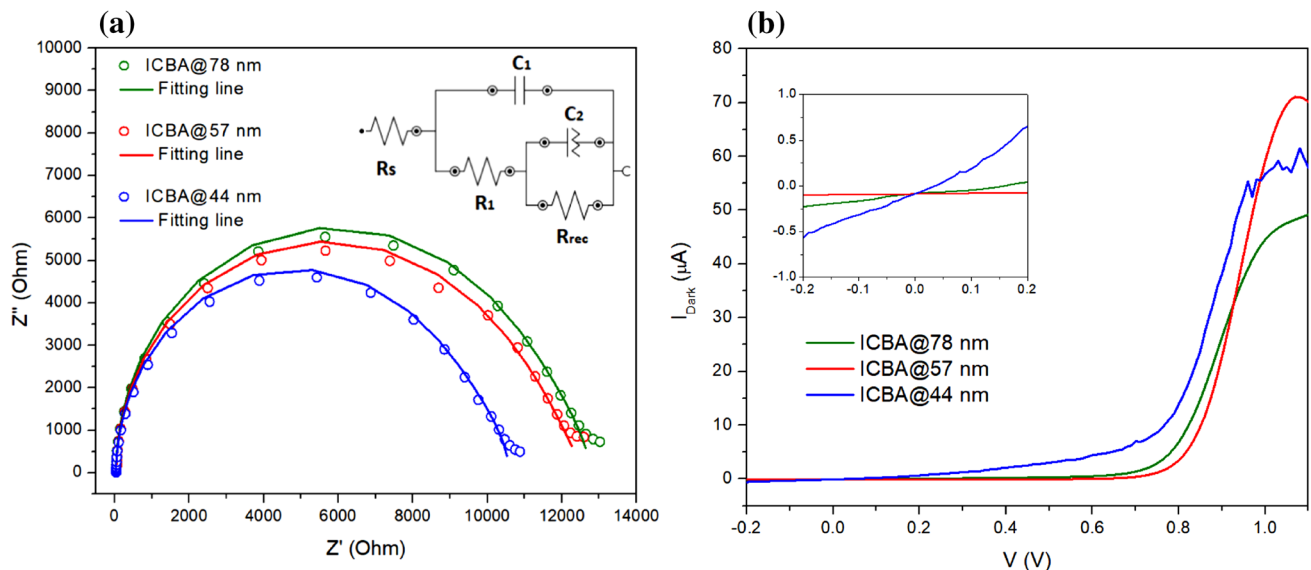 (a)
10000
9000
8000
7000
6000
5000
4000
3000
2000
1000
0
Z'' (Ohm)
0
2000
4000
6000
8000
10000
12000
14000
Z' (Ohm)
ICBA@78 nm
Fitting line
ICBA@57 nm
Fitting line
ICBA@44 nm
Fitting line
C1
C2
Rs
R1
Rrec
(b)
80
70
60
50
40
30
20
10
0
I_Dark (μA)
-0.2
0.0
0.2
0.4
0.6
0.8
1.0
V (V)
1.0
0.5
0.0
-0.5
-1.0
-0.2
-0.1
0.0
0.1
0.2
ICBA@78 nm
ICBA@57 nm
ICBA@44 nm